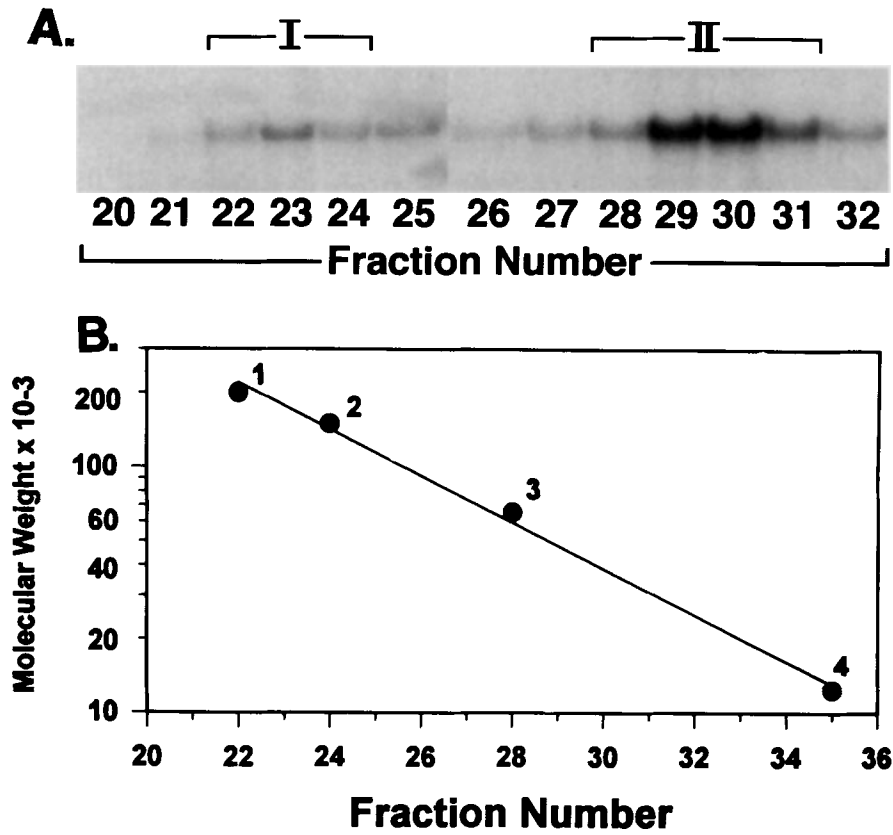 A.
I
II
20 21 22 23 24 25 26 27 28 29 30 31 32
Fraction Number
B.
Molecular Weight x 10-3
200
100
60
40
20
10
1
2
3
4
20 22 24 26 28 30 32 34 36
Fraction Number